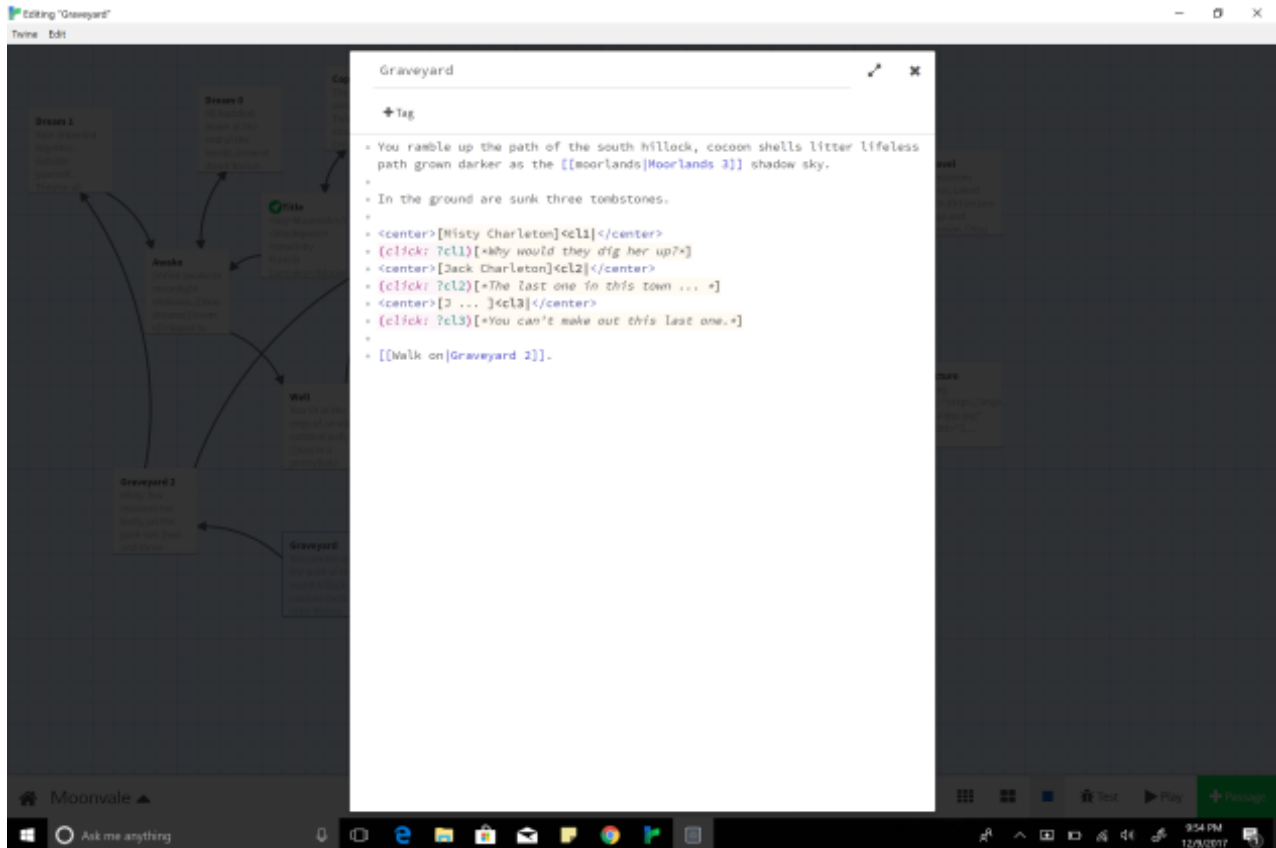 Editing "Graveyard"
Twine Edit
Graveyard
+Tag
You ramble up the path of the south hillock, cocoon shells litter lifeless
path grown darker as the [[moorlands|Moorlands 3]] shadow sky.
In the ground are sunk three tombstones.
<center>[Misty Charleton]<cl1|</center>
(click: ?cl1)[*Why would they dig her up?*]
<center>[Jack Charleton]<cl2|</center>
(click: ?cl2)[*The last one in this town ... *]
<center>[J ... ]<cl3|</center>
(click: ?cl3)[*You can't make out this last one.*]
[[Walk on|Graveyard 2]].
Dream 1
Title
Awake
Well
Graveyard 2
Graveyard
Moonvale
Test
Play
+Passage
Ask me anything
9:54 PM
12/9/2017